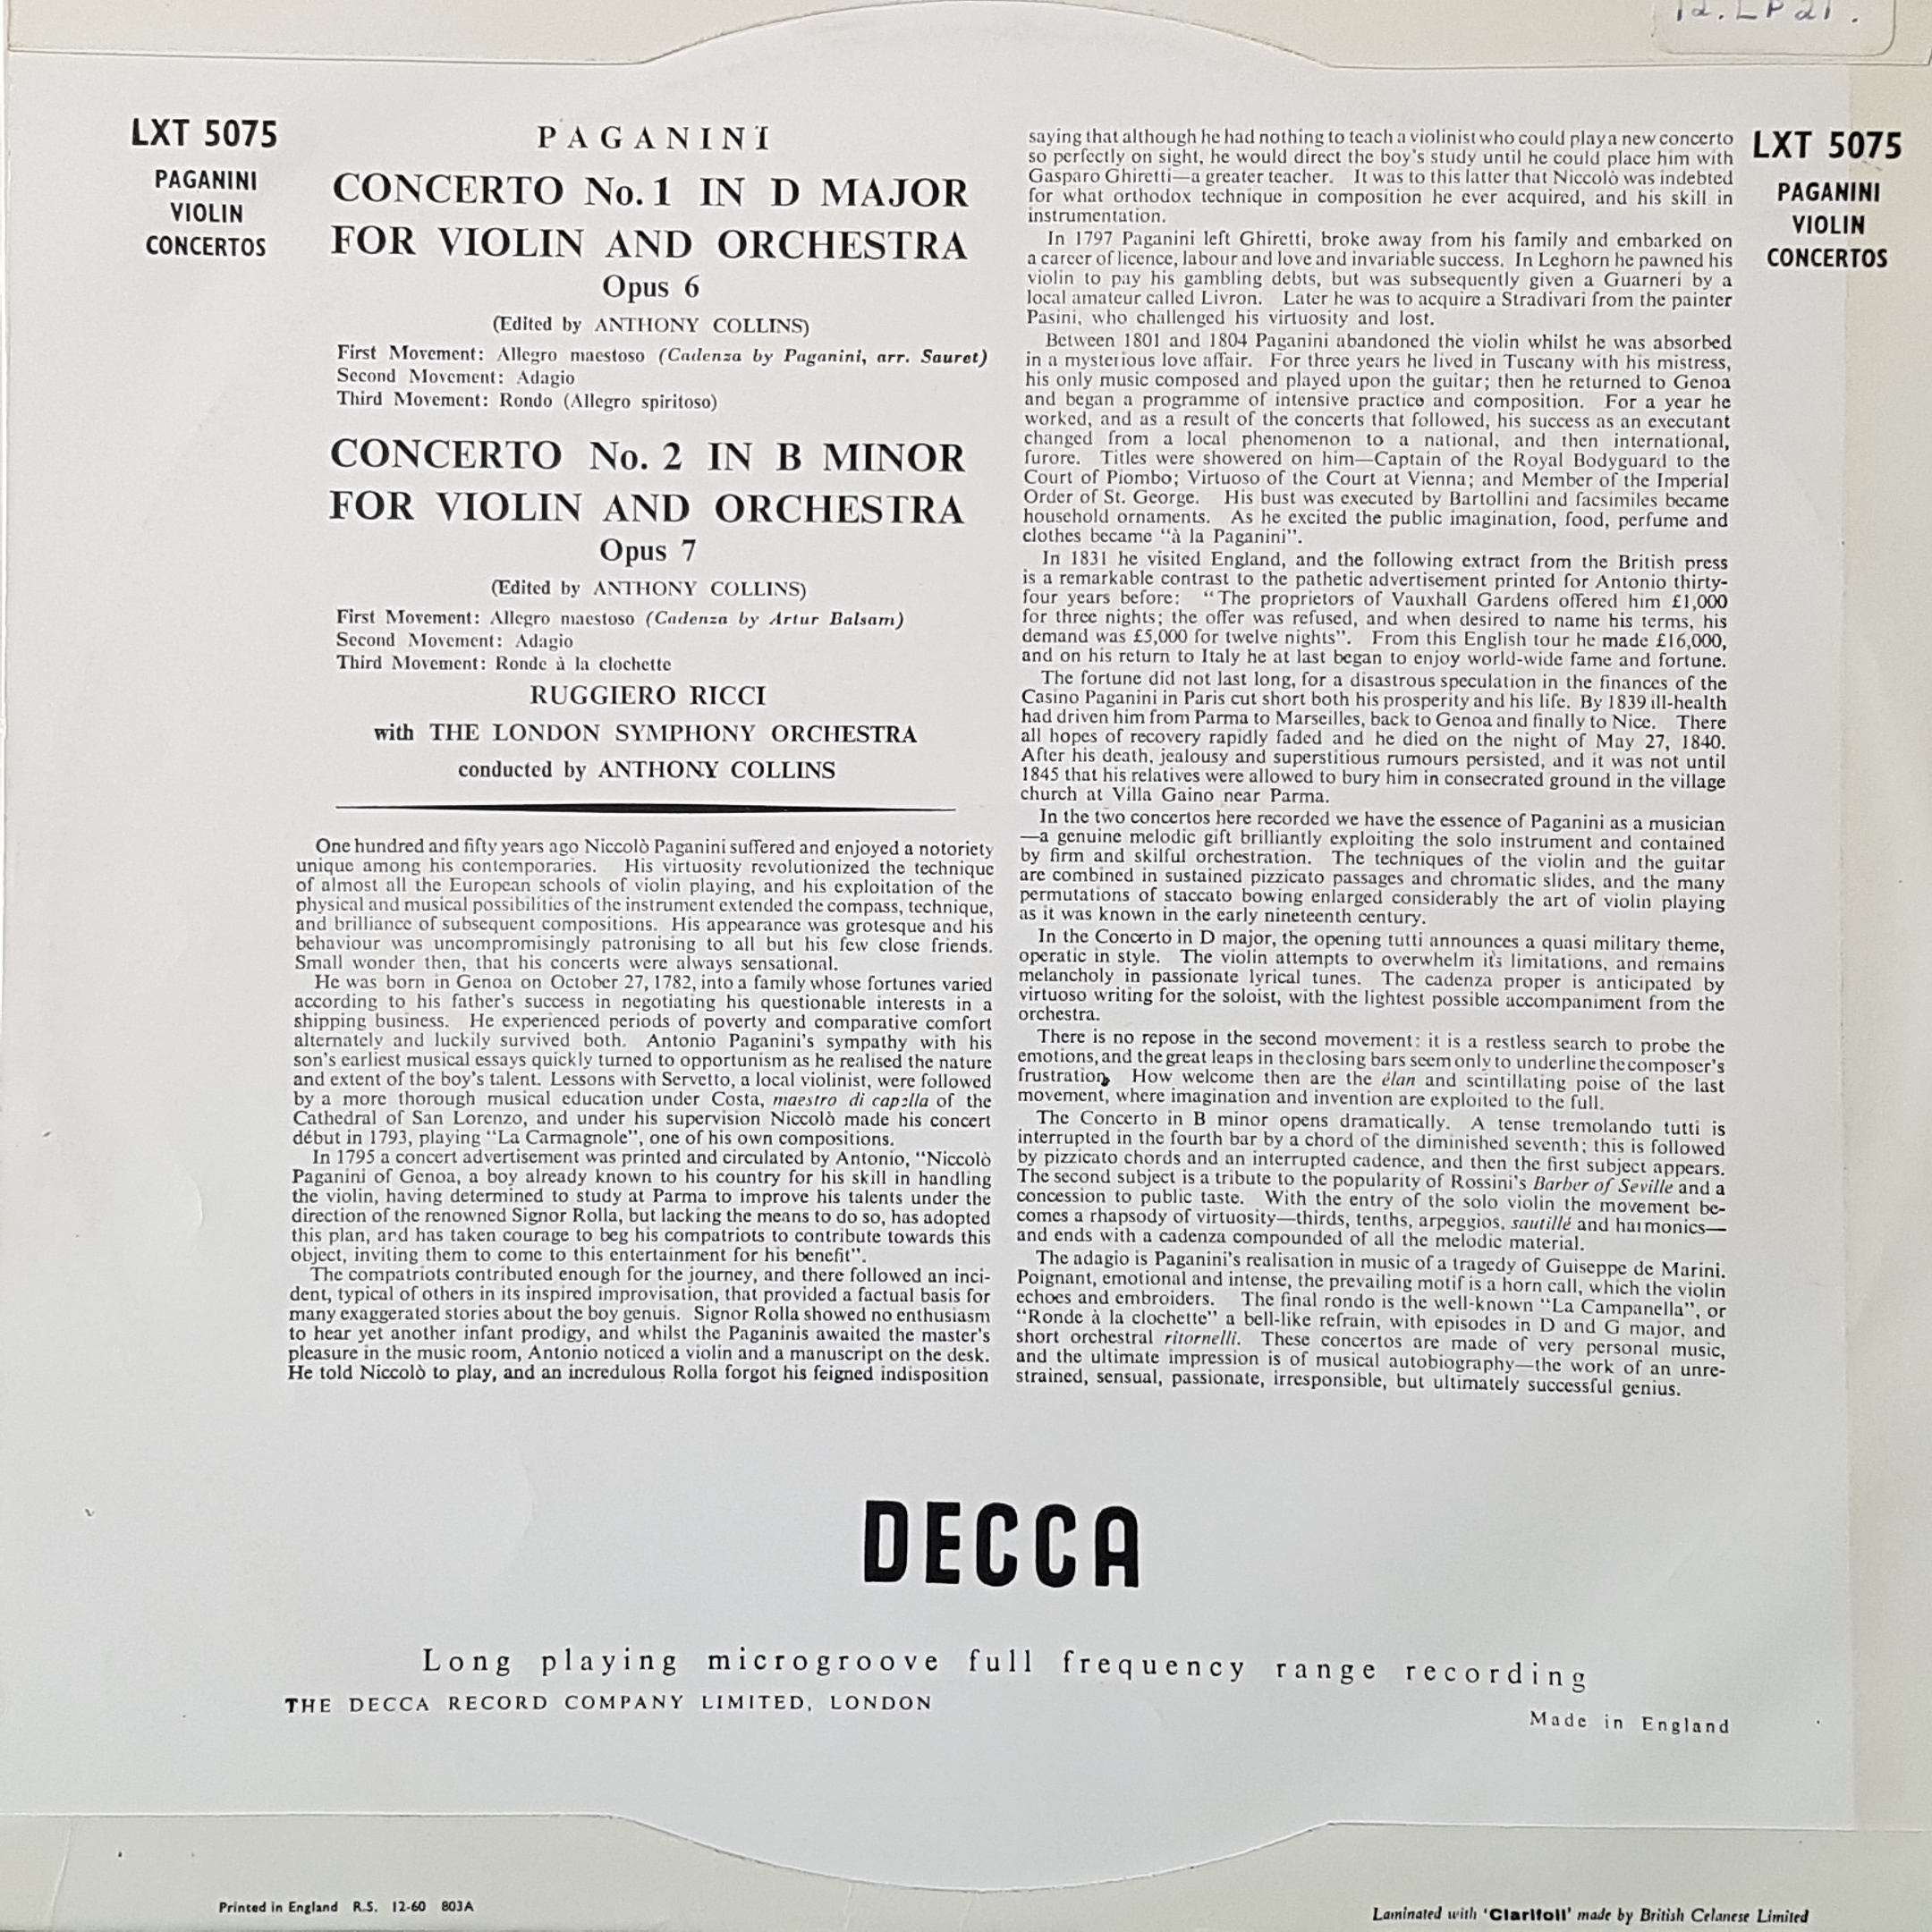 12. LP 21.
LXT 5075
PAGANINI
VIOLIN
CONCERTOS
PAGANINI
CONCERTO No. 1 IN D MAJOR
FOR VIOLIN AND ORCHESTRA
Opus 6
(Edited by ANTHONY COLLINS)
First Movement: Allegro maestoso (Cadenza by Paganini, arr. Sauret)
Second Movement: Adagio
Third Movement: Rondo (Allegro spiritoso)
CONCERTO No. 2 IN B MINOR
FOR VIOLIN AND ORCHESTRA
Opus 7
(Edited by ANTHONY COLLINS)
First Movement: Allegro maestoso (Cadenza by Artur Balsam)
Second Movement: Adagio
Third Movement: Ronde à la clochette
RUGGIERO RICCI
with THE LONDON SYMPHONY ORCHESTRA
conducted by ANTHONY COLLINS
One hundred and fifty years ago Niccolò Paganini suffered and enjoyed a notoriety
unique among his contemporaries. His virtuosity revolutionized the technique
of almost all the European schools of violin playing, and his exploitation of the
physical and musical possibilities of the instrument extended the compass, technique,
and brilliance of subsequent compositions. His appearance was grotesque and his
behaviour was uncompromisingly patronising to all but his few close friends.
Small wonder then, that his concerts were always sensational.
He was born in Genoa on October 27, 1782, into a family whose fortunes varied
according to his father's success in negotiating his questionable interests in a
shipping business. He experienced periods of poverty and comparative comfort
alternately and luckily survived both. Antonio Paganini's sympathy with his
son's earliest musical essays quickly turned to opportunism as he realised the nature
and extent of the boy's talent. Lessons with Servetto, a local violinist, were followed
by a more thorough musical education under Costa, maestro di capella of the
Cathedral of San Lorenzo, and under his supervision Niccolò made his concert
début in 1793, playing "La Carmagnole", one of his own compositions.
In 1795 a concert advertisement was printed and circulated by Antonio, "Niccolò
Paganini of Genoa, a boy already known to his country for his skill in handling
the violin, having determined to study at Parma to improve his talents under the
direction of the renowned Signor Rolla, but lacking the means to do so, has adopted
this plan, and has taken courage to beg his compatriots to contribute towards this
object, inviting them to come to this entertainment for his benefit".
The compatriots contributed enough for the journey, and there followed an inci-
dent, typical of others in its inspired improvisation, that provided a factual basis for
many exaggerated stories about the boy genuis. Signor Rolla showed no enthusiasm
to hear yet another infant prodigy, and whilst the Paganinis awaited the master's
pleasure in the music room, Antonio noticed a violin and a manuscript on the desk.
He told Niccolò to play, and an incredulous Rolla forgot his feigned indisposition
saying that although he had nothing to teach a violinist who could play a new concerto
so perfectly on sight, he would direct the boy's study until he could place him with
Gasparo Ghiretti—a greater teacher. It was to this latter that Niccolò was indebted
for what orthodox technique in composition he ever acquired, and his skill in
instrumentation.
In 1797 Paganini left Ghiretti, broke away from his family and embarked on
a career of licence, labour and love and invariable success. In Leghorn he pawned his
violin to pay his gambling debts, but was subsequently given a Guarneri by a
local amateur called Livron. Later he was to acquire a Stradivari from the painter
Pasini, who challenged his virtuosity and lost.
Between 1801 and 1804 Paganini abandoned the violin whilst he was absorbed
in a mysterious love affair. For three years he lived in Tuscany with his mistress,
his only music composed and played upon the guitar; then he returned to Genoa
and began a programme of intensive practice and composition. For a year he
worked, and as a result of the concerts that followed, his success as an executant
changed from a local phenomenon to a national, and then international,
furore. Titles were showered on him—Captain of the Royal Bodyguard to the
Court of Piombo; Virtuoso of the Court at Vienna; and Member of the Imperial
Order of St. George. His bust was executed by Bartollini and facsimiles became
household ornaments. As he excited the public imagination, food, perfume and
clothes became "à la Paganini".
In 1831 he visited England, and the following extract from the British press
is a remarkable contrast to the pathetic advertisement printed for Antonio thirty-
four years before: "The proprietors of Vauxhall Gardens offered him £1,000
for three nights; the offer was refused, and when desired to name his terms, his
demand was £5,000 for twelve nights". From this English tour he made £16,000,
and on his return to Italy he at last began to enjoy world-wide fame and fortune.
The fortune did not last long, for a disastrous speculation in the finances of the
Casino Paganini in Paris cut short both his prosperity and his life. By 1839 ill-health
had driven him from Parma to Marseilles, back to Genoa and finally to Nice. There
all hopes of recovery rapidly faded and he died on the night of May 27, 1840.
After his death, jealousy and superstitious rumours persisted, and it was not until
1845 that his relatives were allowed to bury him in consecrated ground in the village
church at Villa Gaino near Parma.
In the two concertos here recorded we have the essence of Paganini as a musician
—a genuine melodic gift brilliantly exploiting the solo instrument and contained
by firm and skilful orchestration. The techniques of the violin and the guitar
are combined in sustained pizzicato passages and chromatic slides, and the many
permutations of staccato bowing enlarged considerably the art of violin playing
as it was known in the early nineteenth century.
In the Concerto in D major, the opening tutti announces a quasi military theme,
operatic in style. The violin attempts to overwhelm its limitations, and remains
melancholy in passionate lyrical tunes. The cadenza proper is anticipated by
virtuoso writing for the soloist, with the lightest possible accompaniment from the
orchestra.
There is no repose in the second movement: it is a restless search to probe the
emotions, and the great leaps in the closing bars seem only to underline the composer's
frustration. How welcome then are the élan and scintillating poise of the last
movement, where imagination and invention are exploited to the full.
The Concerto in B minor opens dramatically. A tense tremolando tutti is
interrupted in the fourth bar by a chord of the diminished seventh; this is followed
by pizzicato chords and an interrupted cadence, and then the first subject appears.
The second subject is a tribute to the popularity of Rossini's Barber of Seville and a
concession to public taste. With the entry of the solo violin the movement be-
comes a rhapsody of virtuosity—thirds, tenths, arpeggios, sautillé and harmonics—
and ends with a cadenza compounded of all the melodic material.
The adagio is Paganini's realisation in music of a tragedy of Guiseppe de Marini.
Poignant, emotional and intense, the prevailing motif is a horn call, which the violin
echoes and embroiders. The final rondo is the well-known "La Campanella", or
"Ronde à la clochette" a bell-like refrain, with episodes in D and G major, and
short orchestral ritornelli. These concertos are made of very personal music,
and the ultimate impression is of musical autobiography—the work of an unre-
strained, sensual, passionate, irresponsible, but ultimately successful genius.
LXT 5075
PAGANINI
VIOLIN
CONCERTOS
DECCA
Long playing microgroove full frequency range recording
THE DECCA RECORD COMPANY LIMITED, LONDON
Made in England
Printed in England R.S. 12-60 803A
Laminated with 'Clarifoil' made by British Celanese Limited